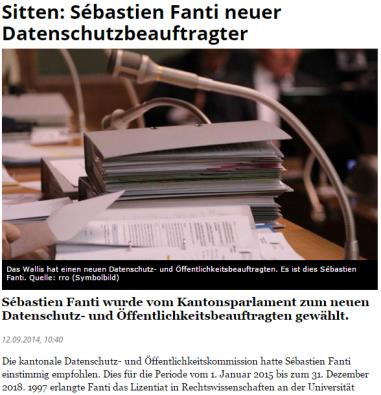 Sitten: Sébastien Fanti neuer
Datenschutzbeauftragter
Das Wallis hat einen neuen Datenschutz- und Öffentlichkeitsbeauftragten. Es ist dies Sébastien
Fanti. Quelle: rro (Symbolbild)
Sébastien Fanti wurde vom Kantonsparlament zum neuen
Datenschutz- und Öffentlichkeitsbeauftragten gewählt.
12.09.2014, 10:40
Die kantonale Datenschutz- und Öffentlichkeitskommission hatte Sébastien Fanti
einstimmig empfohlen. Dies für die Periode vom 1. Januar 2015 bis zum 31. Dezember
2018. 1997 erlangte Fanti das Lizentiat in Rechtswissenschaften an der Universität